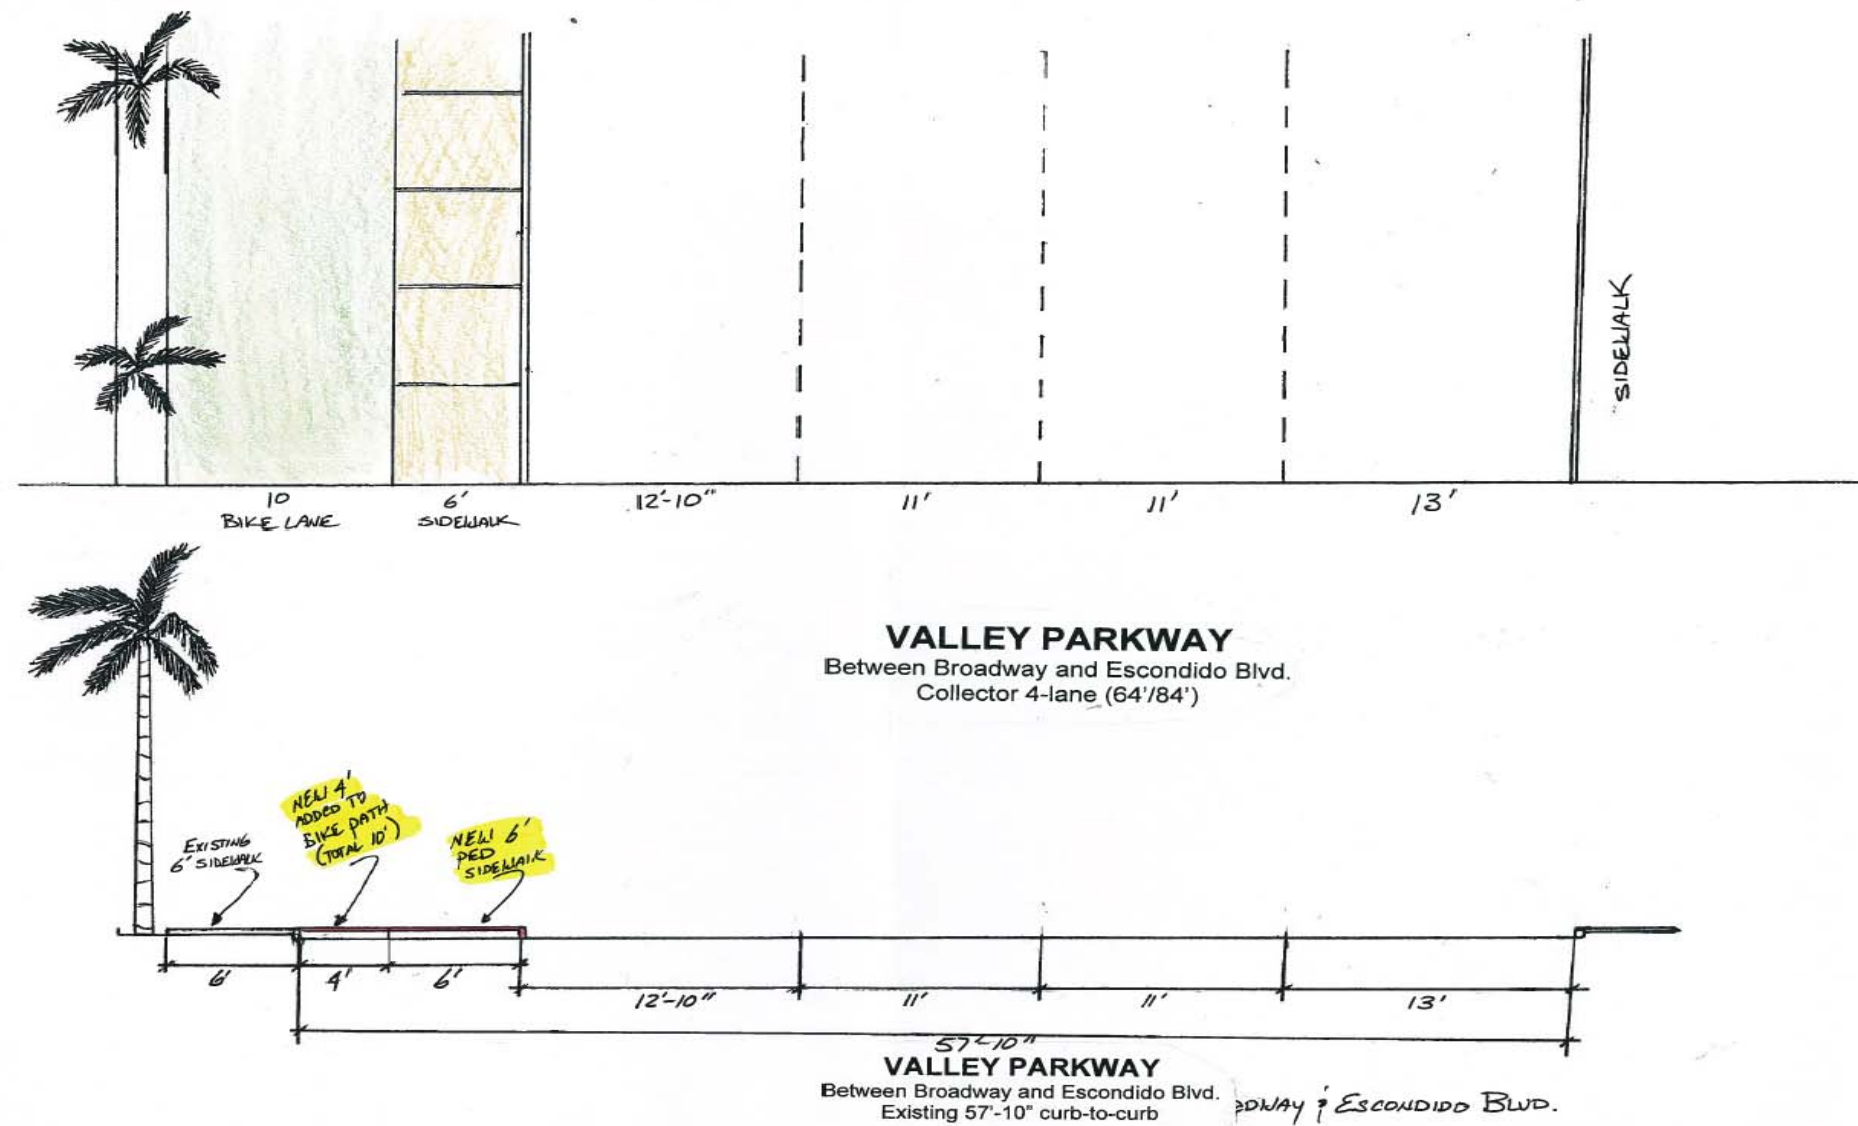 SIDEWALK
10 6' 12'-10" 11' 11' 13'
BIKE LANE SIDEWALK
VALLEY PARKWAY
Between Broadway and Escondido Blvd.
Collector 4-lane (64'/84')
EXISTING
6' SIDEWALK
NEW 4'
ADDED TO
BIKE PATH
(TOTAL 10')
NEW 6'
PED
SIDEWALK
6' 4' 6'
12'-10" 11' 11' 13'
57'-10"
VALLEY PARKWAY
Between Broadway and Escondido Blvd.
Existing 57'-10" curb-to-curb
DWAY & ESCONDIDO BLVD.